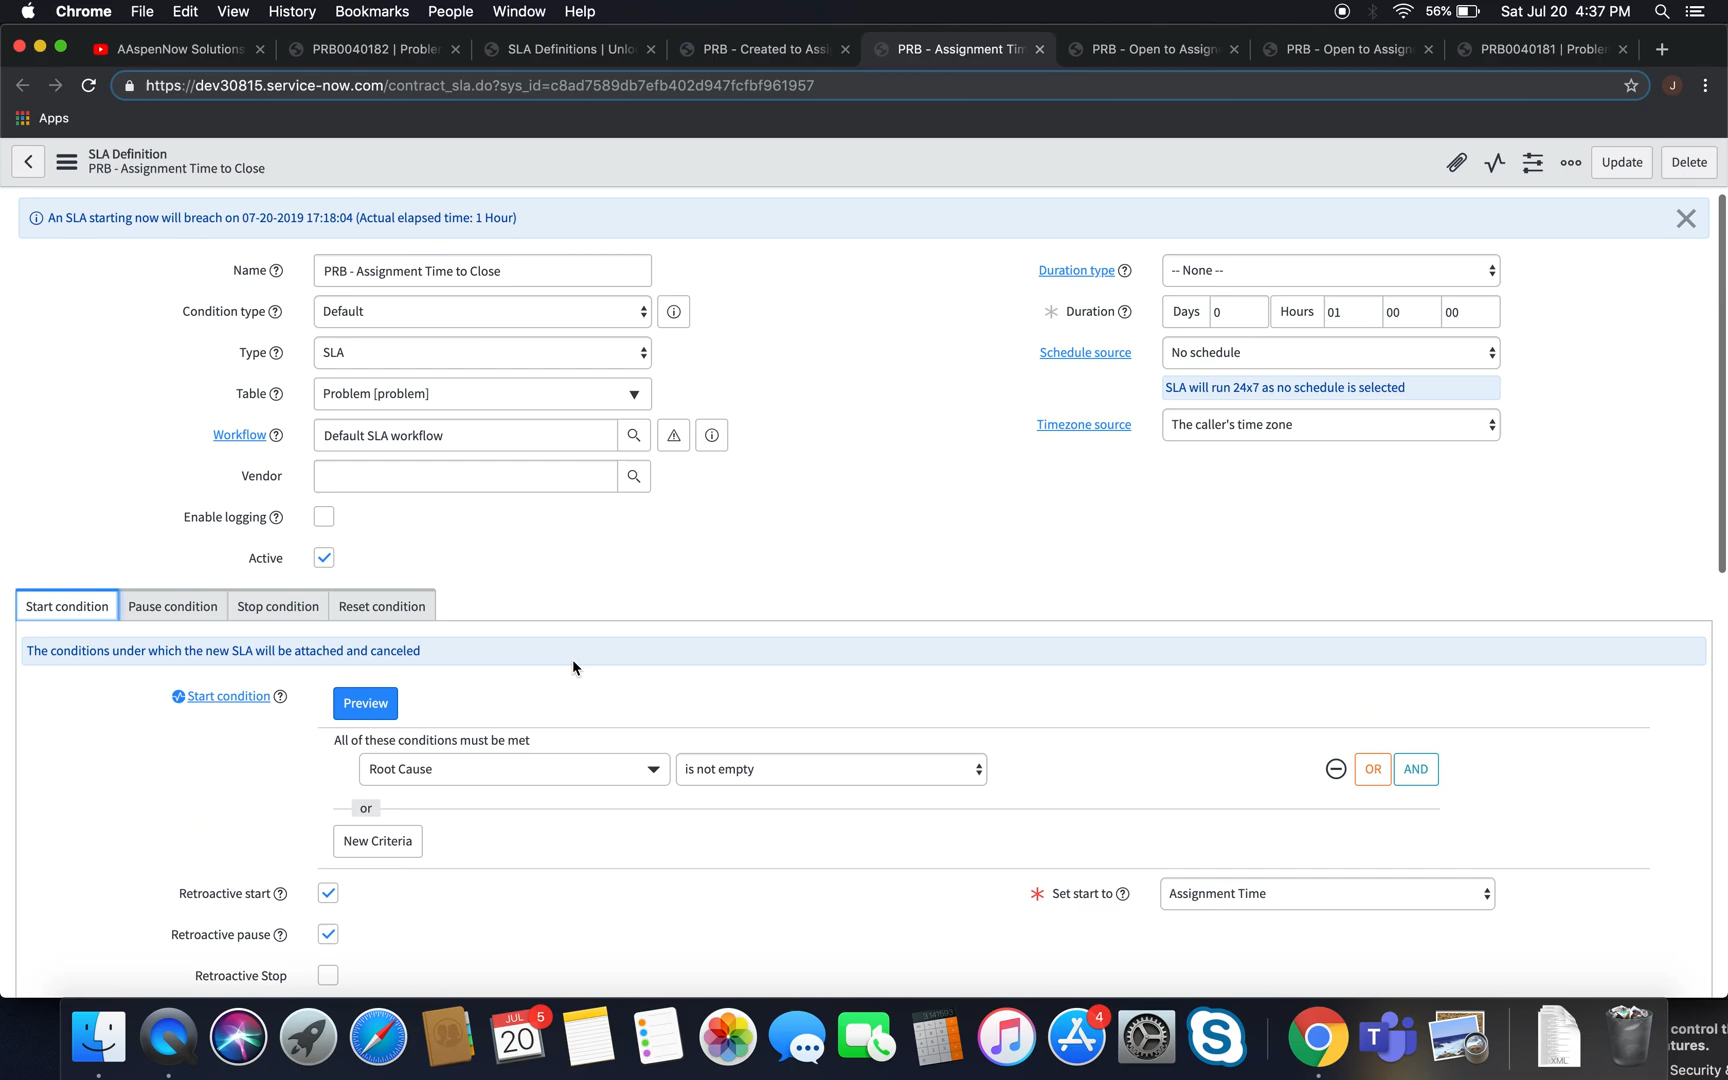 Chrome File Edit View History Bookmarks People Window Help 56% Sat Jul 20 4:37 PM
AAspenNow Solutions PRB0040182 | Proble SLA Definitions | Unlo PRB - Created to Assi PRB - Assignment Tim PRB - Open to Assign PRB - Open to Assign PRB0040181 | Proble
https://dev30815.service-now.com/contract_sla.do?sys_id=c8ad7589db7efb402d947fcfbf961957 J
Apps
SLA Definition
PRB - Assignment Time to Close
Update Delete
An SLA starting now will breach on 07-20-2019 17:18:04 (Actual elapsed time: 1 Hour)
Name PRB - Assignment Time to Close Duration type -- None --
Condition type Default Duration Days 0 Hours 01 00 00
Type SLA Schedule source No schedule
SLA will run 24x7 as no schedule is selected
Table Problem [problem]
Timezone source The caller's time zone
Workflow Default SLA workflow
Vendor
Enable logging
Active
Start condition Pause condition Stop condition Reset condition
The conditions under which the new SLA will be attached and canceled
Start condition Preview
All of these conditions must be met
Root Cause is not empty OR AND
or
New Criteria
Retroactive start Set start to Assignment Time
Retroactive pause
Retroactive Stop
JUL 5
20
3.141593
4
XML
control t
tures.
Security